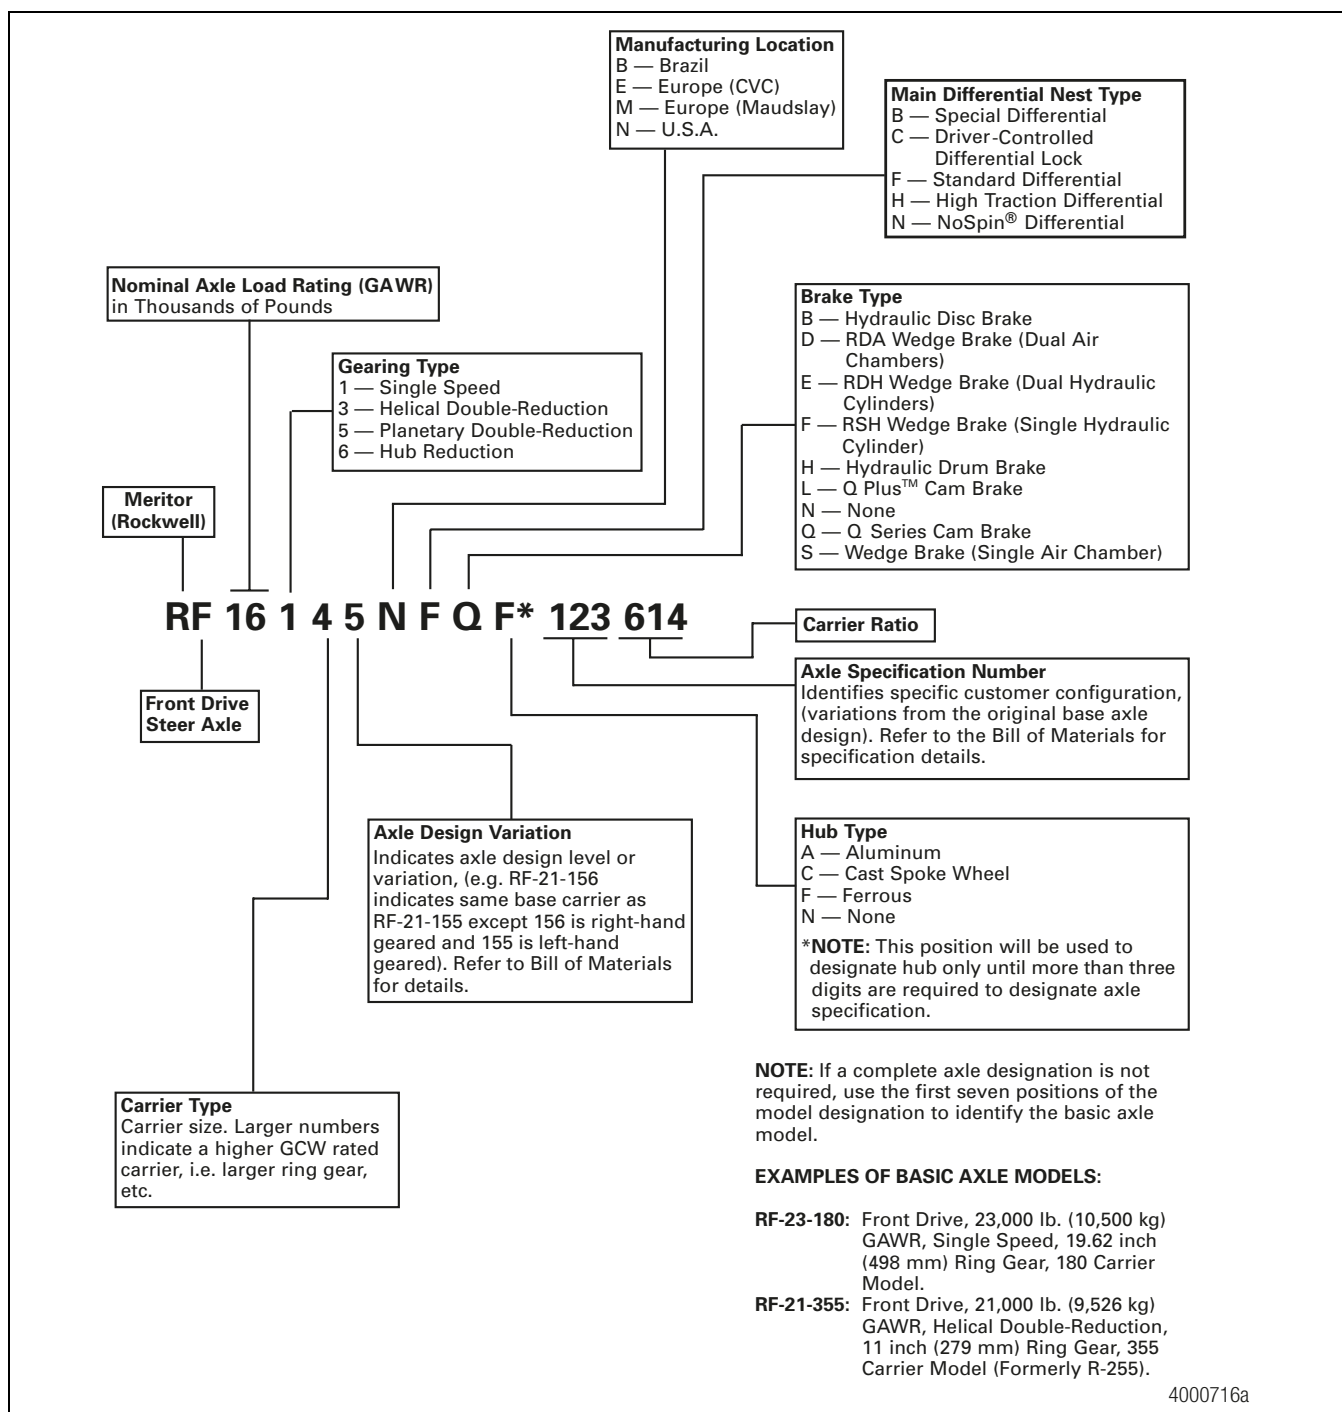 Manufacturing Location
B — Brazil
E — Europe (CVC)
M — Europe (Maudslay)
N — U.S.A.
Main Differential Nest Type
B — Special Differential
C — Driver-Controlled
Differential Lock
F — Standard Differential
H — High Traction Differential
N — NoSpin® Differential
Nominal Axle Load Rating (GAWR)
in Thousands of Pounds
Brake Type
B — Hydraulic Disc Brake
D — RDA Wedge Brake (Dual Air
Chambers)
E — RDH Wedge Brake (Dual Hydraulic
Cylinders)
F — RSH Wedge Brake (Single Hydraulic
Cylinder)
H — Hydraulic Drum Brake
L — Q Plus™ Cam Brake
N — None
Q — Q Series Cam Brake
S — Wedge Brake (Single Air Chamber)
Gearing Type
1 — Single Speed
3 — Helical Double-Reduction
5 — Planetary Double-Reduction
6 — Hub Reduction
Meritor
(Rockwell)
RF 16 1 4 5 N F Q F* 123 614
Carrier Ratio
Axle Specification Number
Identifies specific customer configuration,
(variations from the original base axle
design). Refer to the Bill of Materials for
specification details.
Front Drive
Steer Axle
Axle Design Variation
Indicates axle design level or
variation, (e.g. RF-21-156
indicates same base carrier as
RF-21-155 except 156 is right-hand
geared and 155 is left-hand
geared). Refer to Bill of Materials
for details.
Hub Type
A — Aluminum
C — Cast Spoke Wheel
F — Ferrous
N — None
*NOTE: This position will be used to
designate hub only until more than three
digits are required to designate axle
specification.
Carrier Type
Carrier size. Larger numbers
indicate a higher GCW rated
carrier, i.e. larger ring gear,
etc.
NOTE: If a complete axle designation is not
required, use the first seven positions of the
model designation to identify the basic axle
model.
EXAMPLES OF BASIC AXLE MODELS:
RF-23-180: Front Drive, 23,000 lb. (10,500 kg)
GAWR, Single Speed, 19.62 inch
(498 mm) Ring Gear, 180 Carrier
Model.
RF-21-355: Front Drive, 21,000 lb. (9,526 kg)
GAWR, Helical Double-Reduction,
11 inch (279 mm) Ring Gear, 355
Carrier Model (Formerly R-255).
4000716a